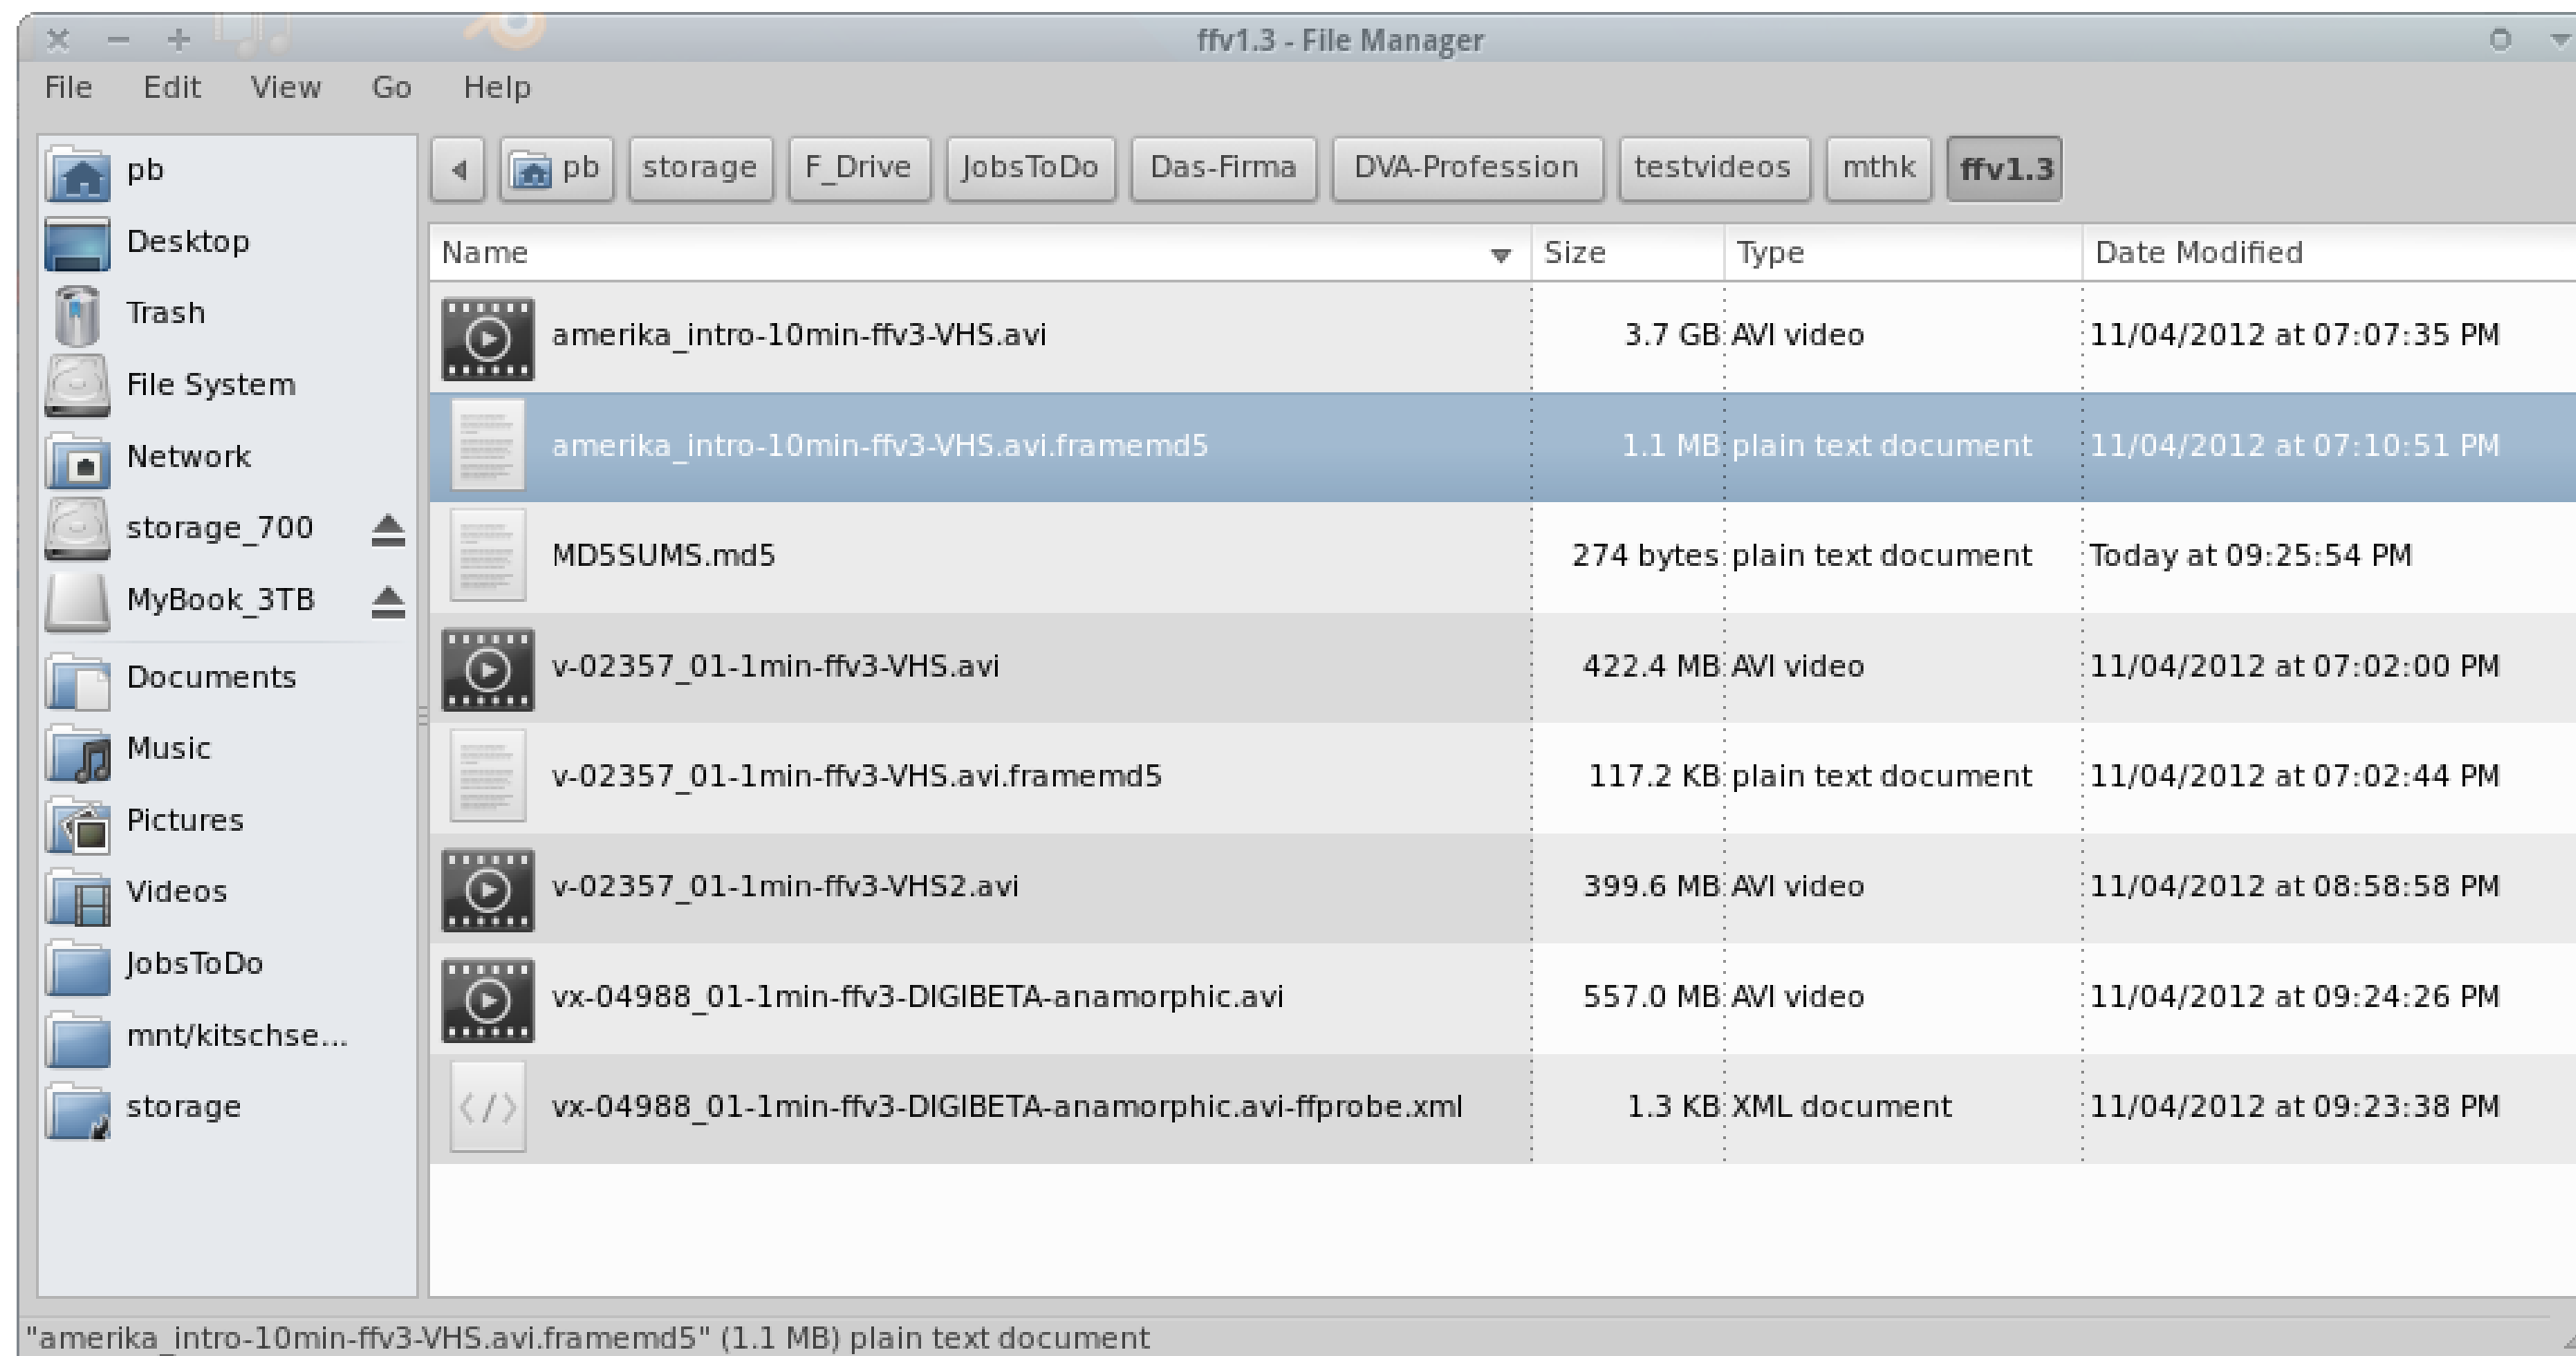 ffv1.3 - File Manager
File Edit View Go Help
pb storage F_Drive JobsToDo Das-Firma DVA-Profession testvideos mthk ffv1.3
pb
Desktop
Trash
File System
Network
storage_700
MyBook_3TB
Documents
Music
Pictures
Videos
JobsToDo
mnt/kitschse...
storage
Name Size Type Date Modified
amerika_intro-10min-ffv3-VHS.avi 3.7 GB AVI video 11/04/2012 at 07:07:35 PM
amerika_intro-10min-ffv3-VHS.avi.framemd5 1.1 MB plain text document 11/04/2012 at 07:10:51 PM
MD5SUMS.md5 274 bytes plain text document Today at 09:25:54 PM
v-02357_01-1min-ffv3-VHS.avi 422.4 MB AVI video 11/04/2012 at 07:02:00 PM
v-02357_01-1min-ffv3-VHS.avi.framemd5 117.2 KB plain text document 11/04/2012 at 07:02:44 PM
v-02357_01-1min-ffv3-VHS2.avi 399.6 MB AVI video 11/04/2012 at 08:58:58 PM
vx-04988_01-1min-ffv3-DIGIBETA-anamorphic.avi 557.0 MB AVI video 11/04/2012 at 09:24:26 PM
vx-04988_01-1min-ffv3-DIGIBETA-anamorphic.avi-ffprobe.xml 1.3 KB XML document 11/04/2012 at 09:23:38 PM
"amerika_intro-10min-ffv3-VHS.avi.framemd5" (1.1 MB) plain text document